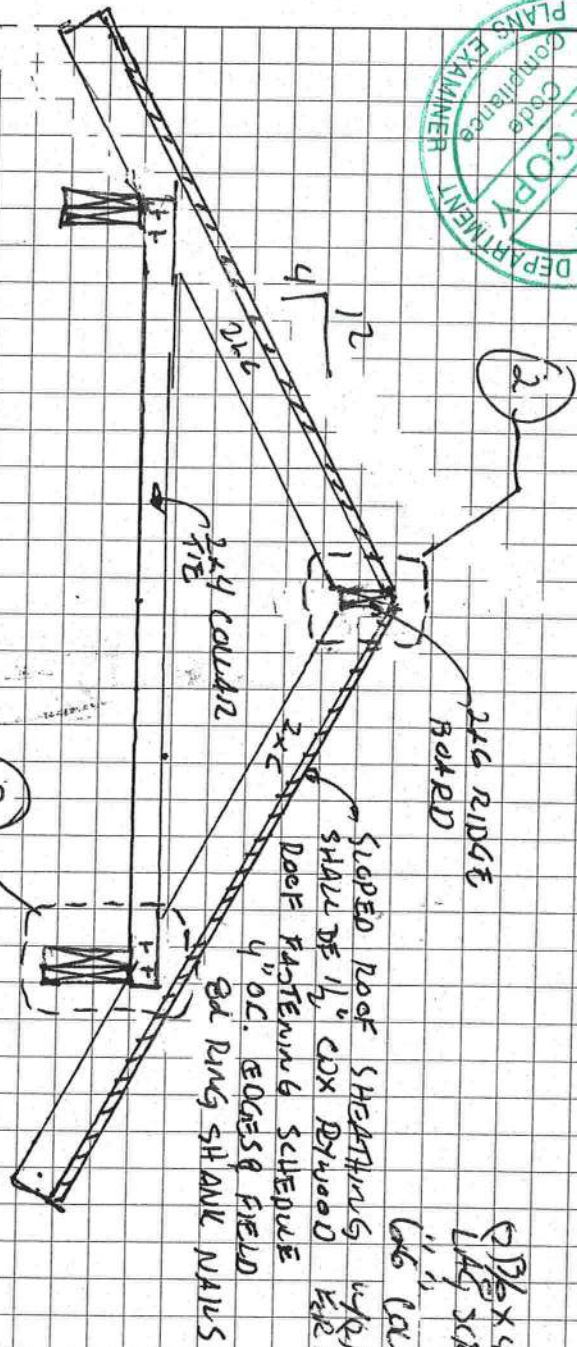 PLANS EXAMINER
Compliance
Code
COPY
DEPARTMENT
2
12
4
2x6
2x6 RIDGE
BOARD
2x4 COLLAR
TIE
2x6
SLOPED ROOF SHEATHING
SHALL BE 1/2" CDX PLYWOOD
ROOF FASTENING SCHEDULE
4" OC. EDGES & FIELD
8d RING SHANK NAILS
LAG